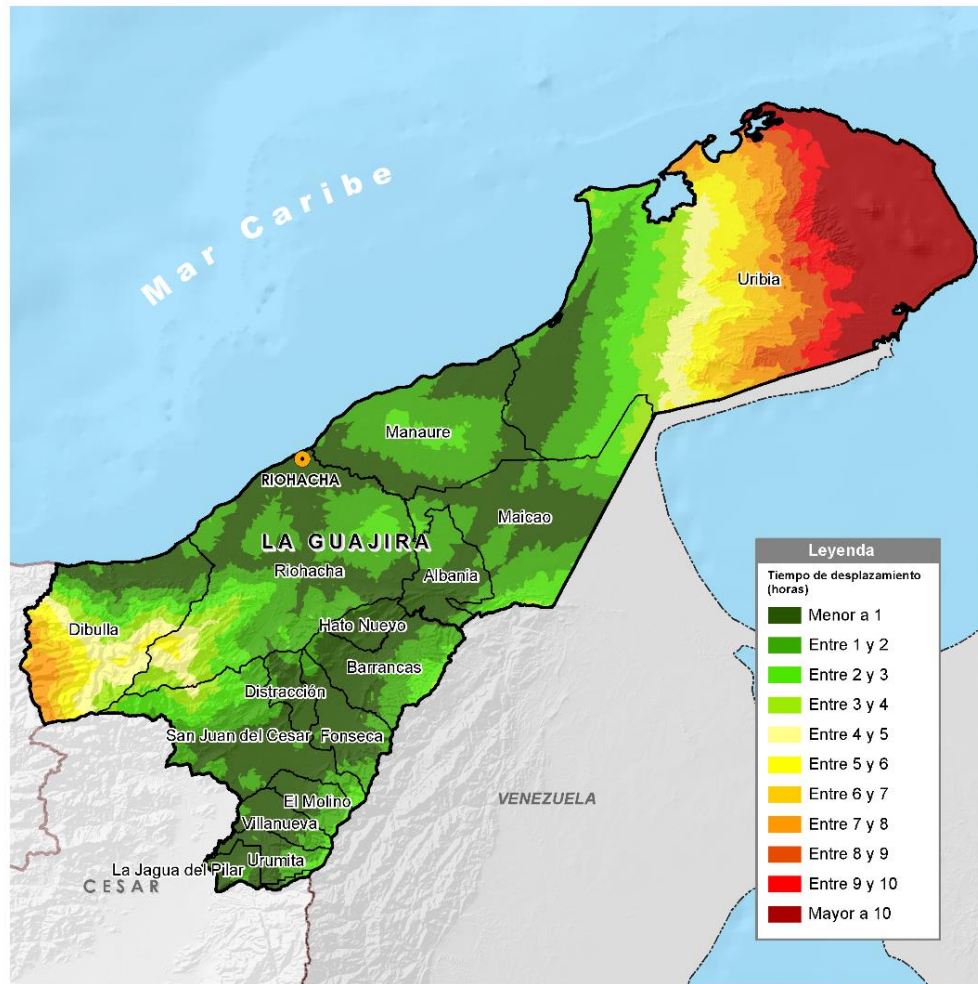 Mar Caribe
Uribia
Manaure
RIOHACHA
Maicao
LA GUAJIRA
Riohacha
Albania
Dibulla
Hato Nuevo
Barrancas
Distracción
San Juan del Cesar
Fonseca
El Molino
Villanueva
Urumita
La Jagua del Pilar
CESAR
VENEZUELA
Leyenda
Tiempo de desplazamiento
(horas)
Menor a 1
Entre 1 y 2
Entre 2 y 3
Entre 3 y 4
Entre 4 y 5
Entre 5 y 6
Entre 6 y 7
Entre 7 y 8
Entre 8 y 9
Entre 9 y 10
Mayor a 10